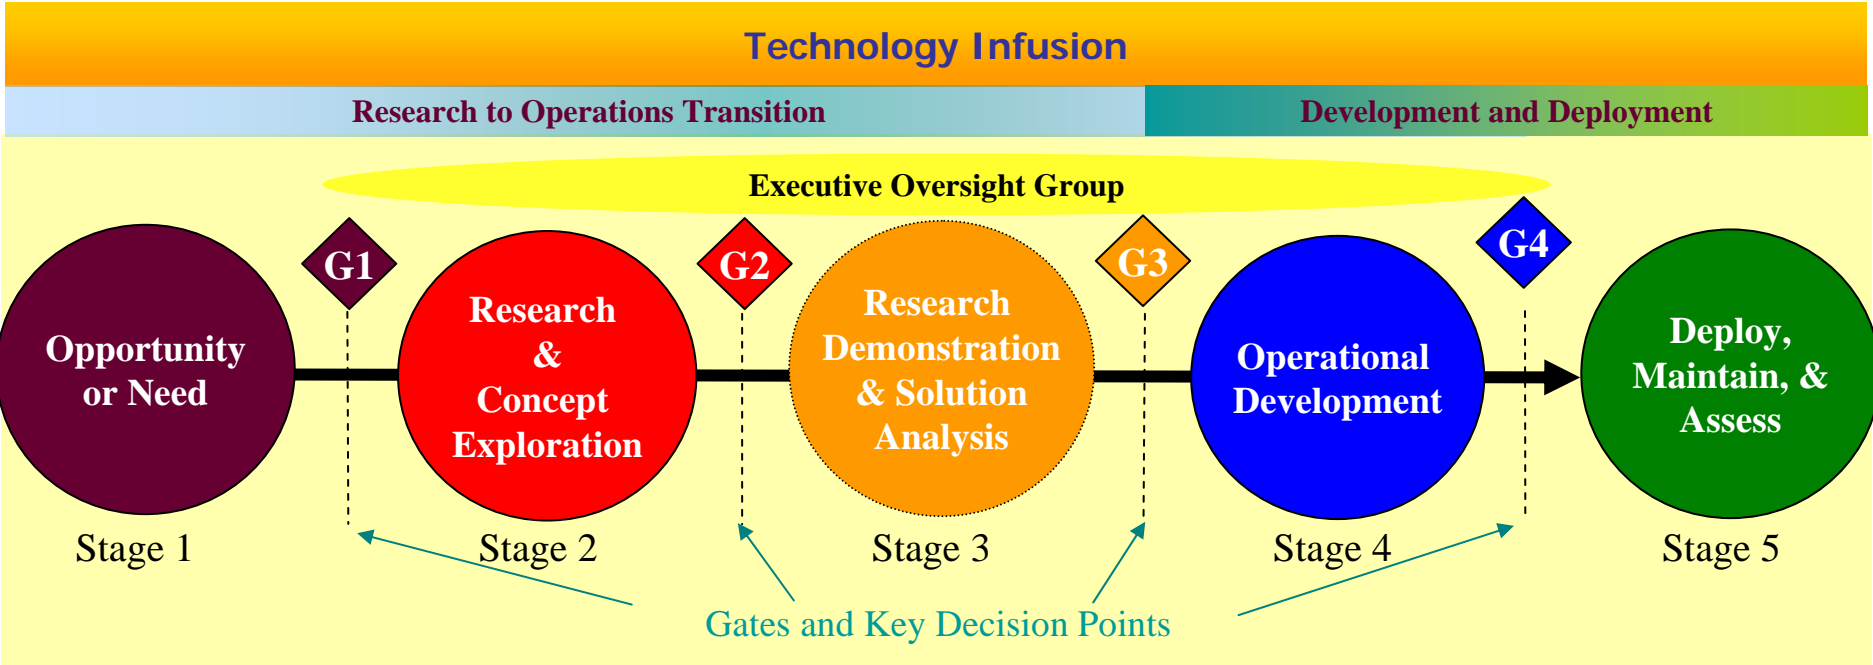 Technology Infusion
Research to Operations Transition
Development and Deployment
Executive Oversight Group
G1
G2
G3
G4
Opportunity
or Need
Research
&
Concept
Exploration
Research
Demonstration
& Solution
Analysis
Operational
Development
Deploy,
Maintain, &
Assess
Stage 1
Stage 2
Stage 3
Stage 4
Stage 5
Gates and Key Decision Points